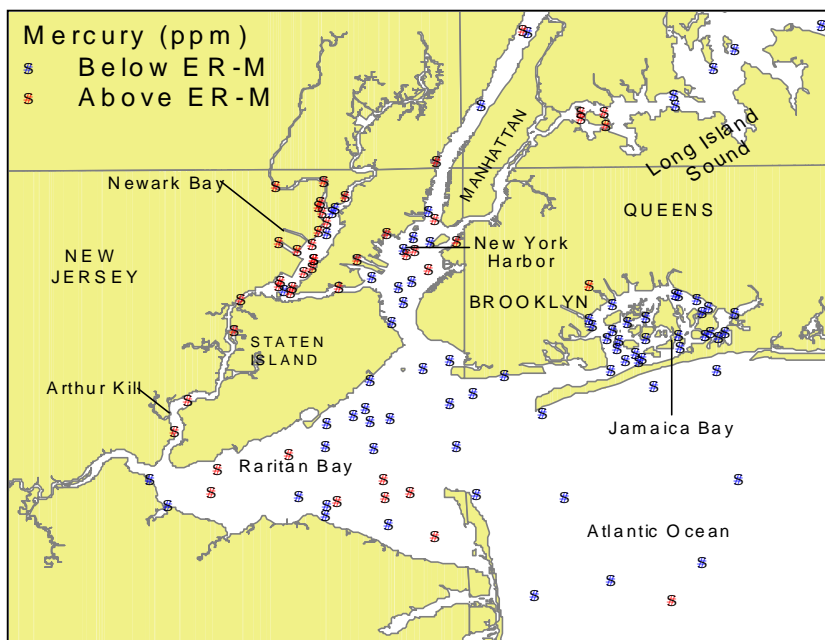 Mercury (ppm)
S Below ER-M
S Above ER-M
MANHATTAN
Long Island
Sound
Newark Bay
QUEENS
NEW
JERSEY
New York
Harbor
BROOKLYN
STATEN
ISLAND
Arthur Kill
Jamaica Bay
Raritan Bay
Atlantic Ocean